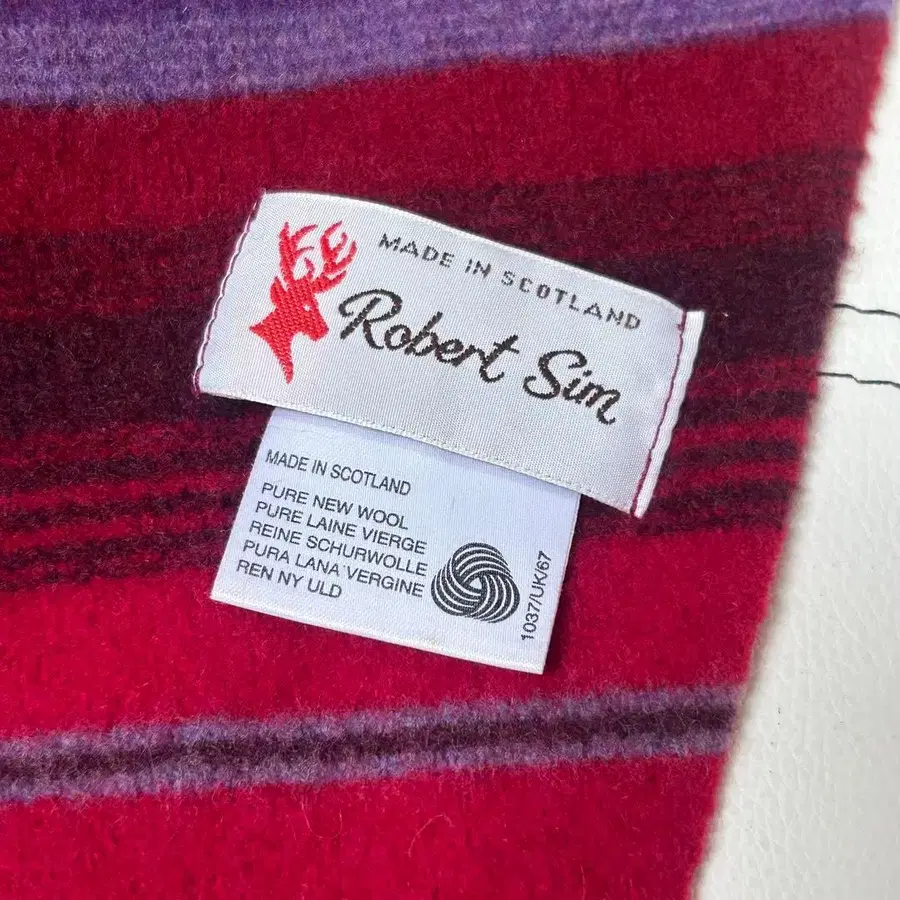 MADE IN SCOTLAND
Robert Sim
MADE IN SCOTLAND
PURE NEW WOOL
PURE LAINE VIERGE
REINE SCHURWOLLE
PURA LANA VERGINE
REN NY ULD
1037/UK/67